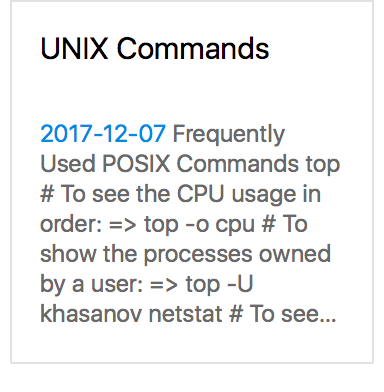 UNIX Commands
2017-12-07 Frequently
Used POSIX Commands top
# To see the CPU usage in
order: => top -o cpu # To
show the processes owned
by a user: => top -U
khasanov netstat # To see...